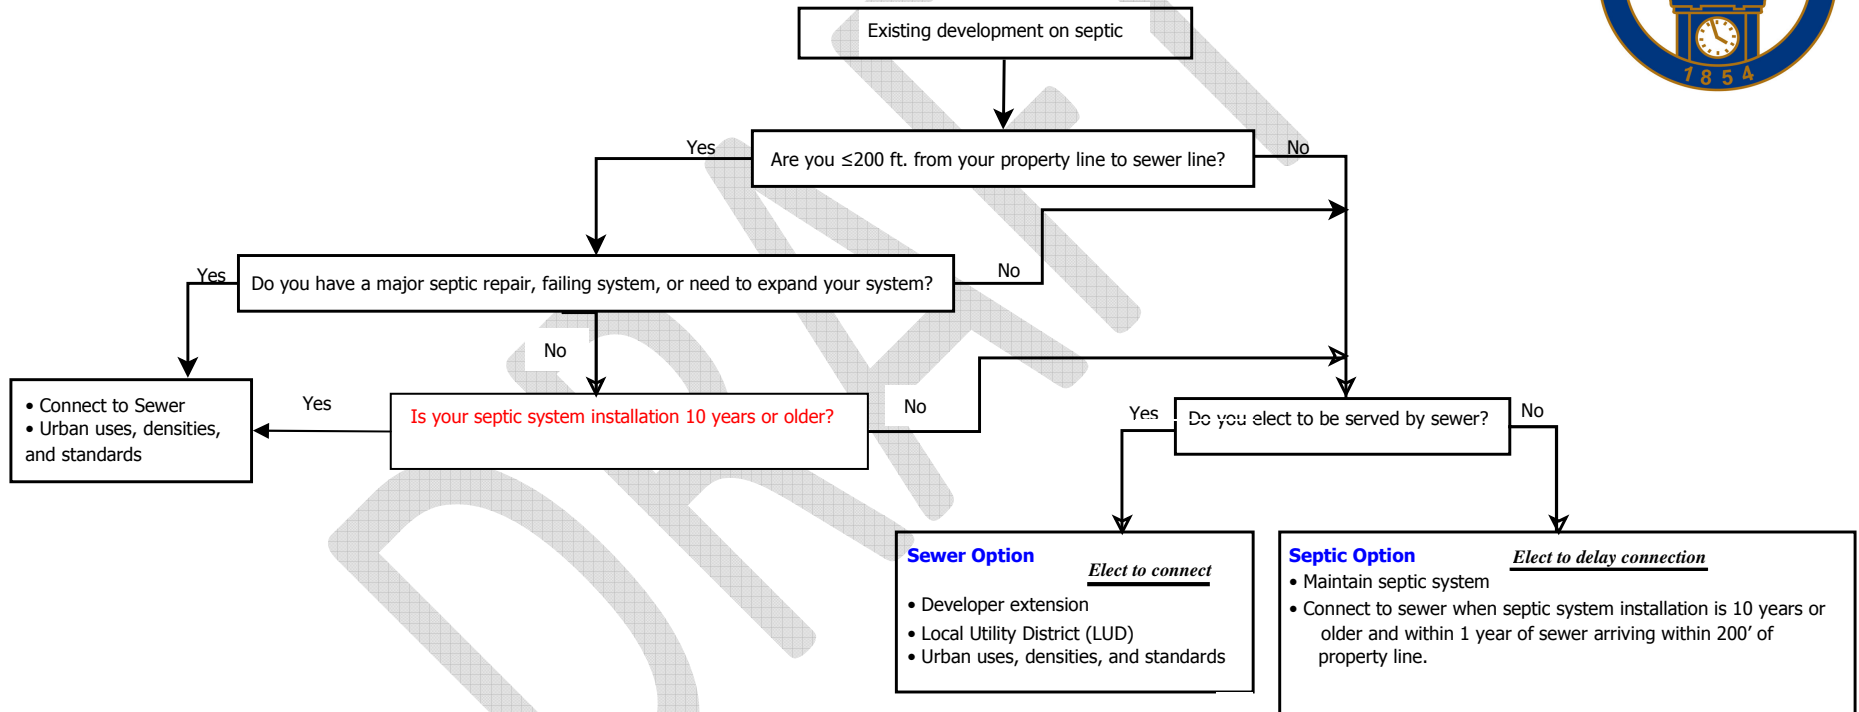 Existing development on septic
1854
Are you ≤200 ft. from your property line to sewer line?
Yes
No
Do you have a major septic repair, failing system, or need to expand your system?
Yes
No
No
• Connect to Sewer
• Urban uses, densities,
and standards
Yes
Is your septic system installation 10 years or older?
No
Do you elect to be served by sewer?
Yes
No
Sewer Option
Elect to connect
• Developer extension
• Local Utility District (LUD)
• Urban uses, densities, and standards
Septic Option
Elect to delay connection
• Maintain septic system
• Connect to sewer when septic system installation is 10 years or
older and within 1 year of sewer arriving within 200’ of
property line.
DRAFT